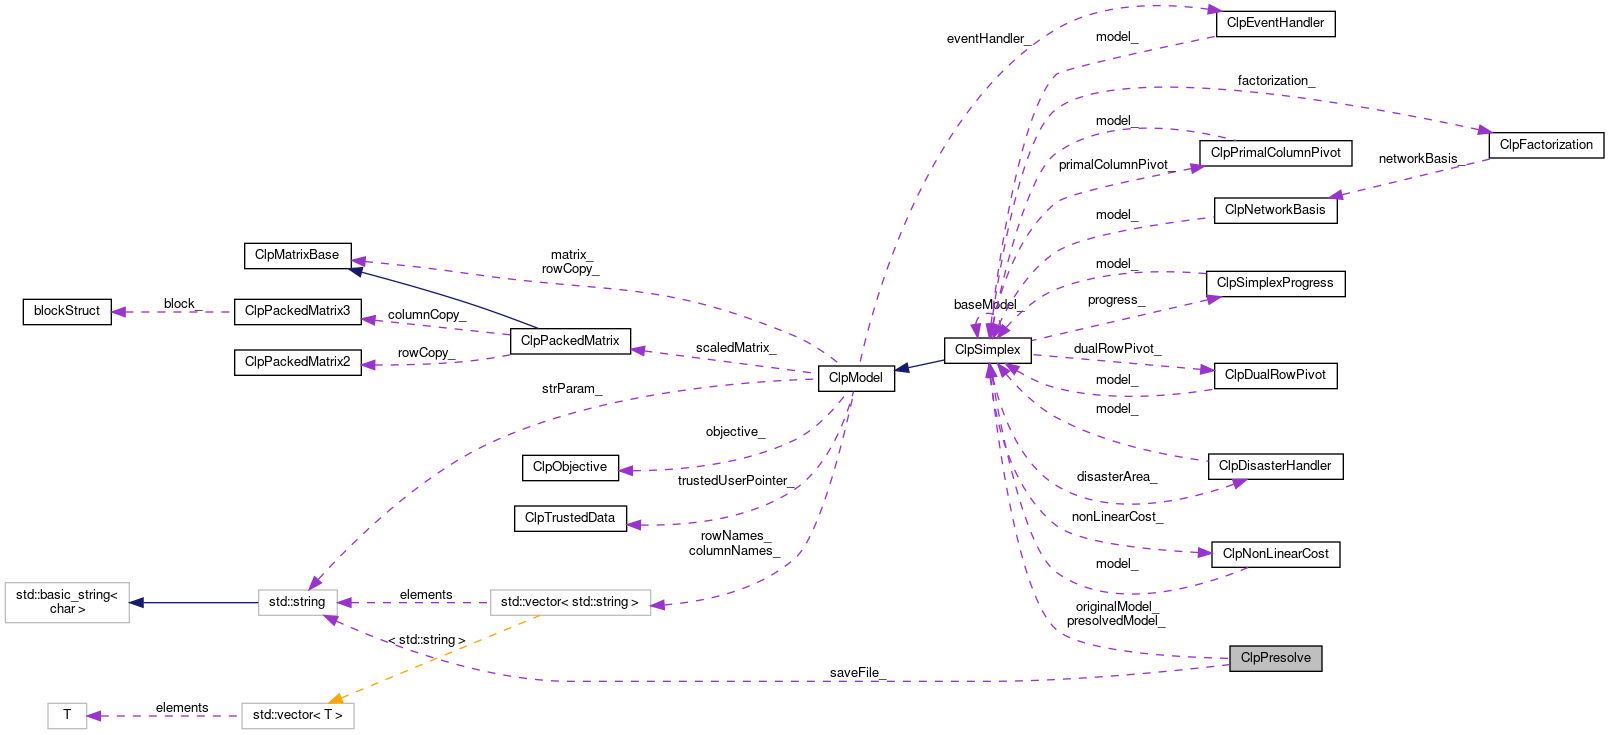 ClpEventHandler
eventHandler_
model_
factorization_
model_
ClpPrimalColumnPivot
ClpFactorization
primalColumnPivot_
networkBasis_
model_
ClpNetworkBasis
ClpMatrixBase
matrix_
rowCopy_
model_
ClpSimplexProgress
blockStruct
block_
ClpPackedMatrix3
columnCopy_
baseModel_
progress_
ClpPackedMatrix
scaledMatrix_
ClpSimplex
dualRowPivot_
ClpPackedMatrix2
rowCopy_
ClpModel
model_
ClpDualRowPivot
strParam_
model_
objective_
ClpObjective
ClpDisasterHandler
trustedUserPointer_
disasterArea_
ClpTrustedData
nonLinearCost_
rowNames_
columnNames_
ClpNonLinearCost
model_
std::basic_string<
char >
std::string
elements
std::vector< std::string >
originalModel_
presolvedModel_
< std::string >
ClpPresolve
saveFile_
T
elements
std::vector< T >